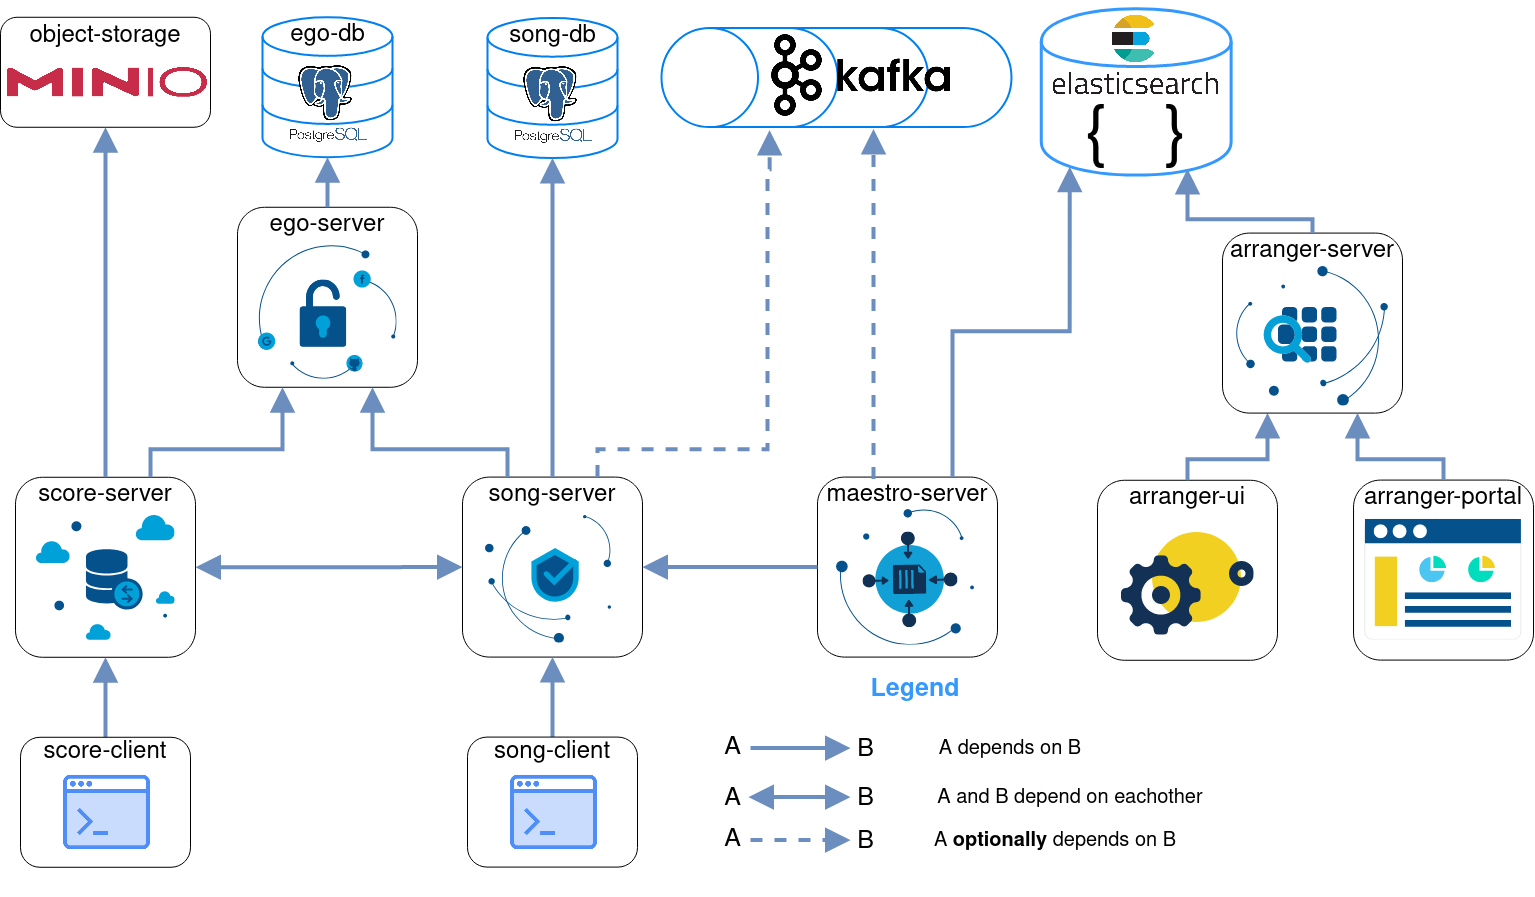 object-storage
MINIO
ego-db
PostgreSQL
song-db
PostgreSQL
kafka
elasticsearch
{ }
ego-server
f
G
arranger-server
score-server
song-server
maestro-server
arranger-ui
arranger-portal
score-client
>_
song-client
>_
Legend
A B A depends on B
A B A and B depend on eachother
A B A optionally depends on B